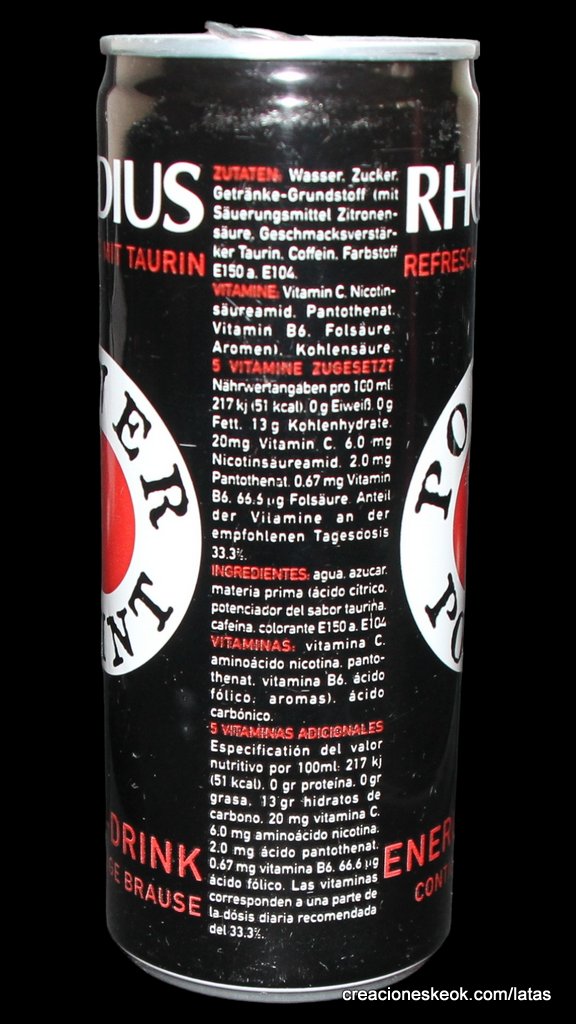 DIUS
MIT TAURIN
ZUTATEN: Wasser, Zucker,
Getränke-Grundstoff (mit
Säuerungsmittel Zitronen-
säure, Geschmacksverstär-
ker Taurin, Coffein, Farbstoff
E150 a, E104,
VITAMINE: Vitamin C, Nicotin-
säureamid, Pantothenat,
Vitamin B6, Folsäure,
Aromen), Kohlensäure
5 VITAMINE ZUGESETZT
Nährwertangaben pro 100 ml:
217 kj (51 kcal), 0 g Eiweiß, 0 g
Fett, 13 g Kohlenhydrate,
20mg Vitamin C, 6.0 mg
Nicotinsäureamid, 2.0 mg
Pantothenat, 0.67 mg Vitamin
B6, 66.6 µg Folsäure. Anteil
der Vitamine an der
empfohlenen Tagesdosis
33.3%.
INGREDIENTES: agua, azucar,
materia prima (ácido cítrico,
potenciador del sabor taurina,
cafeína, colorante E150 a, E104
VITAMINAS: vitamina C,
aminoácido nicotina, panto-
thenat, vitamina B6, ácido
fólico, aromas), ácido
carbónico.
5 VITAMINAS ADICIONALES
Especificatión del valor
nutritivo por 100ml: 217 kj
(51 kcal), 0 gr proteína, 0 gr
grasa, 13 gr hidratos de
carbono, 20 mg vitamina C,
6.0 mg aminoácido nicotina,
2.0 mg ácido pantothenat,
0.67 mg vitamina B6, 66.6 µg
ácido fólico. Las vitaminas
corresponden a una parte de
la dósis diaria recomendada
del 33.3%.
WER
INT
DRINK
GE BRAUSE
RHO
REFRESC
PO
PO
ENER
CONT
creacioneskeok.com/latas